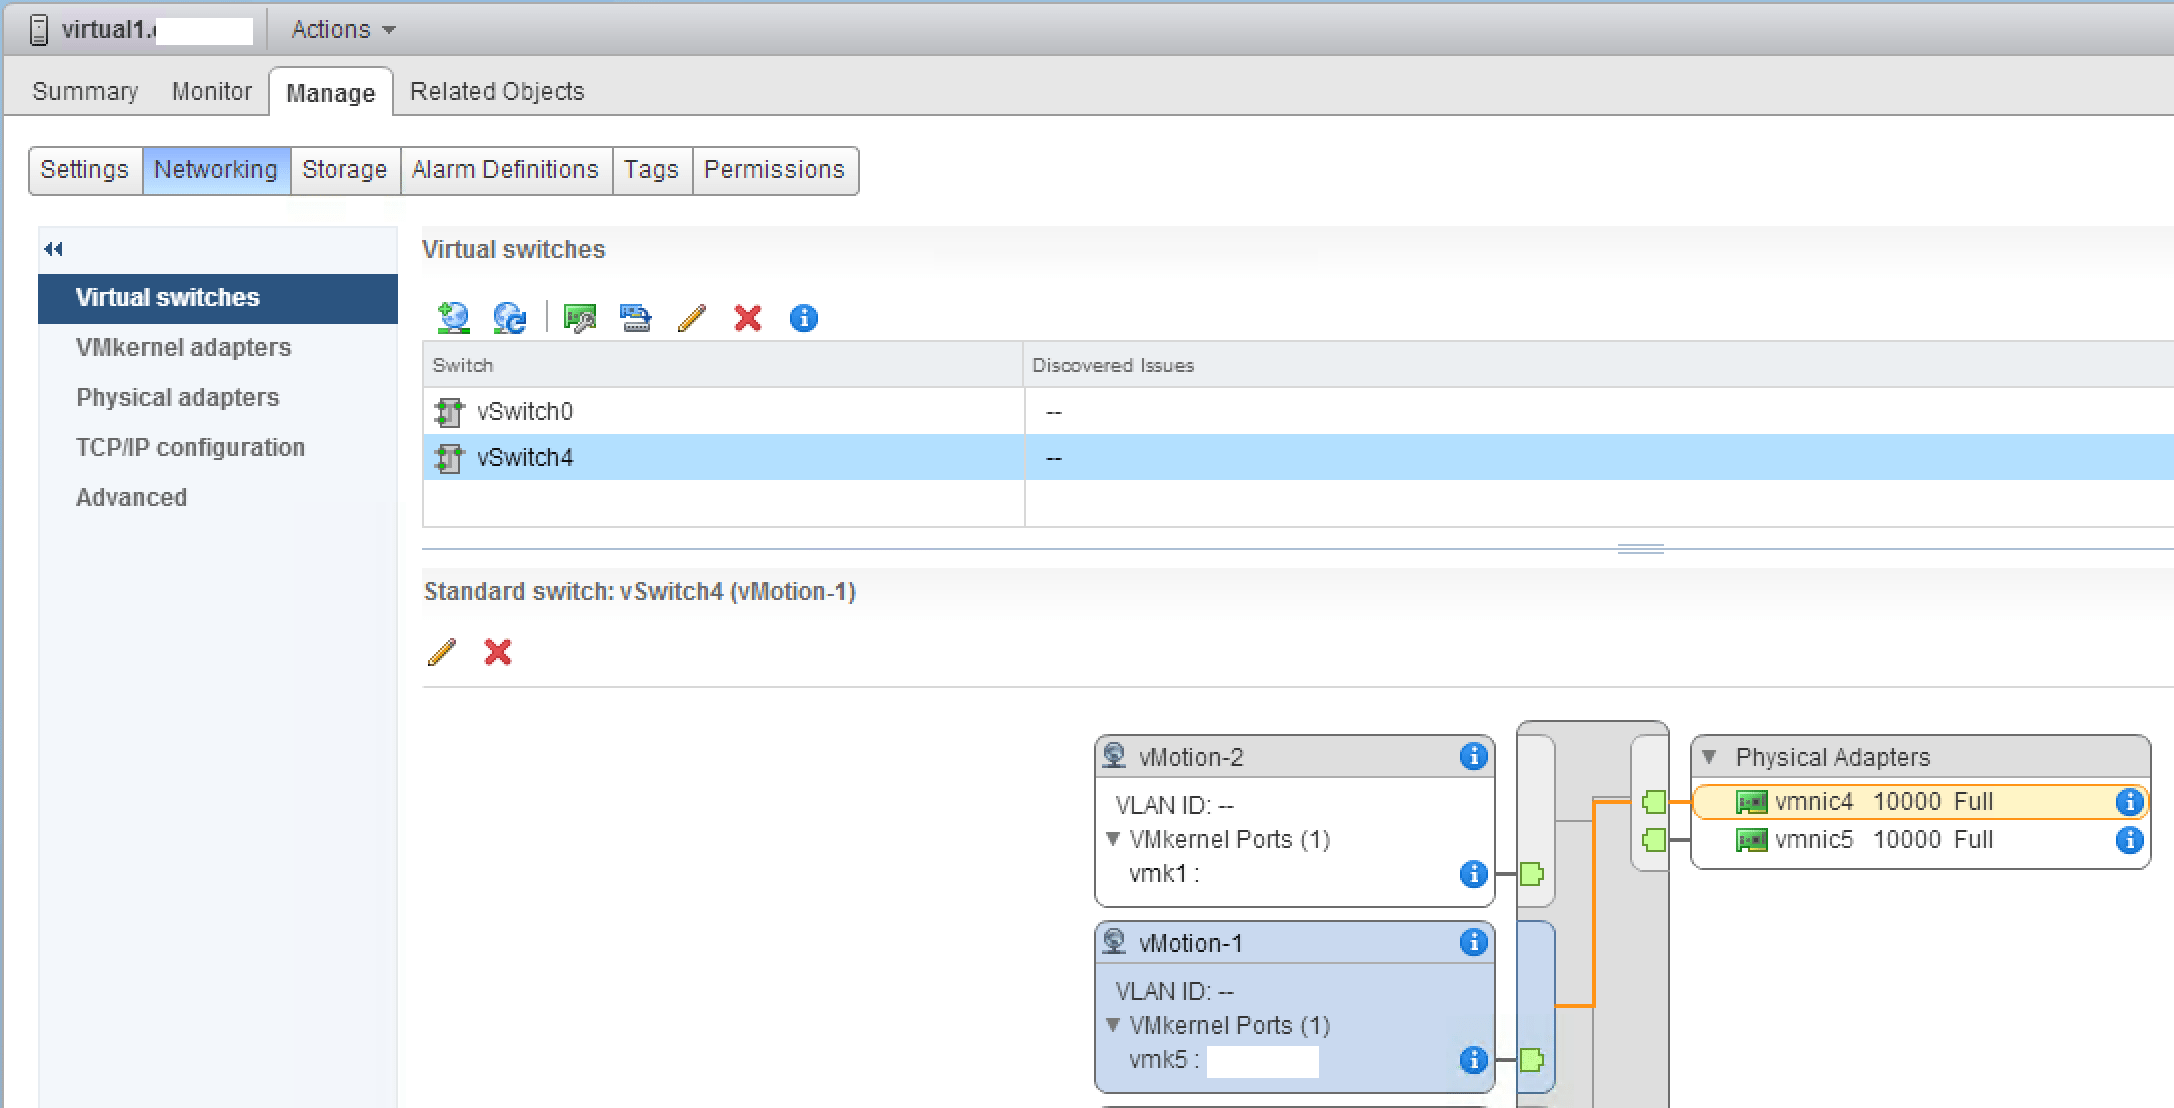 virtual1.
Actions
Summary Monitor Manage Related Objects
Settings Networking Storage Alarm Definitions Tags Permissions
Virtual switches
VMkernel adapters
Physical adapters
TCP/IP configuration
Advanced
Virtual switches
Switch Discovered Issues
vSwitch0 --
vSwitch4 --
Standard switch: vSwitch4 (vMotion-1)
vMotion-2
VLAN ID: --
VMkernel Ports (1)
vmk1 :
vMotion-1
VLAN ID: --
VMkernel Ports (1)
vmk5 :
Physical Adapters
vmnic4 10000 Full
vmnic5 10000 Full